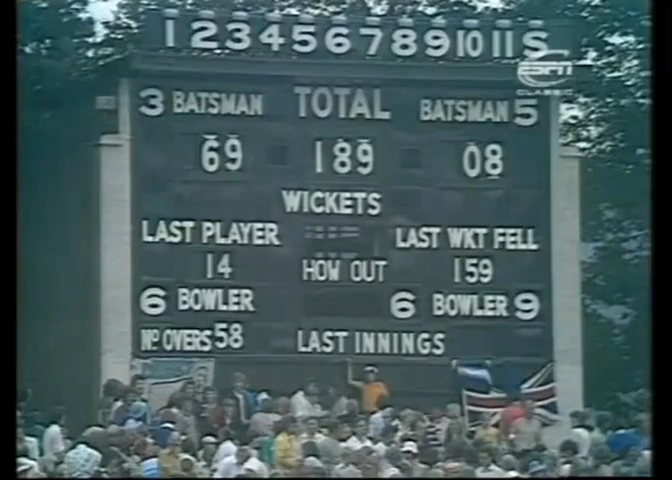 1 2 3 4 5 6 7 8 9 10 11 S
ESPN
CLASSIC
3 BATSMAN TOTAL BATSMAN 5
69 189 08
WICKETS
LAST PLAYER LAST WKT FELL
14 HOW OUT 159
6 BOWLER 6 BOWLER 9
No OVERS 58 LAST INNINGS